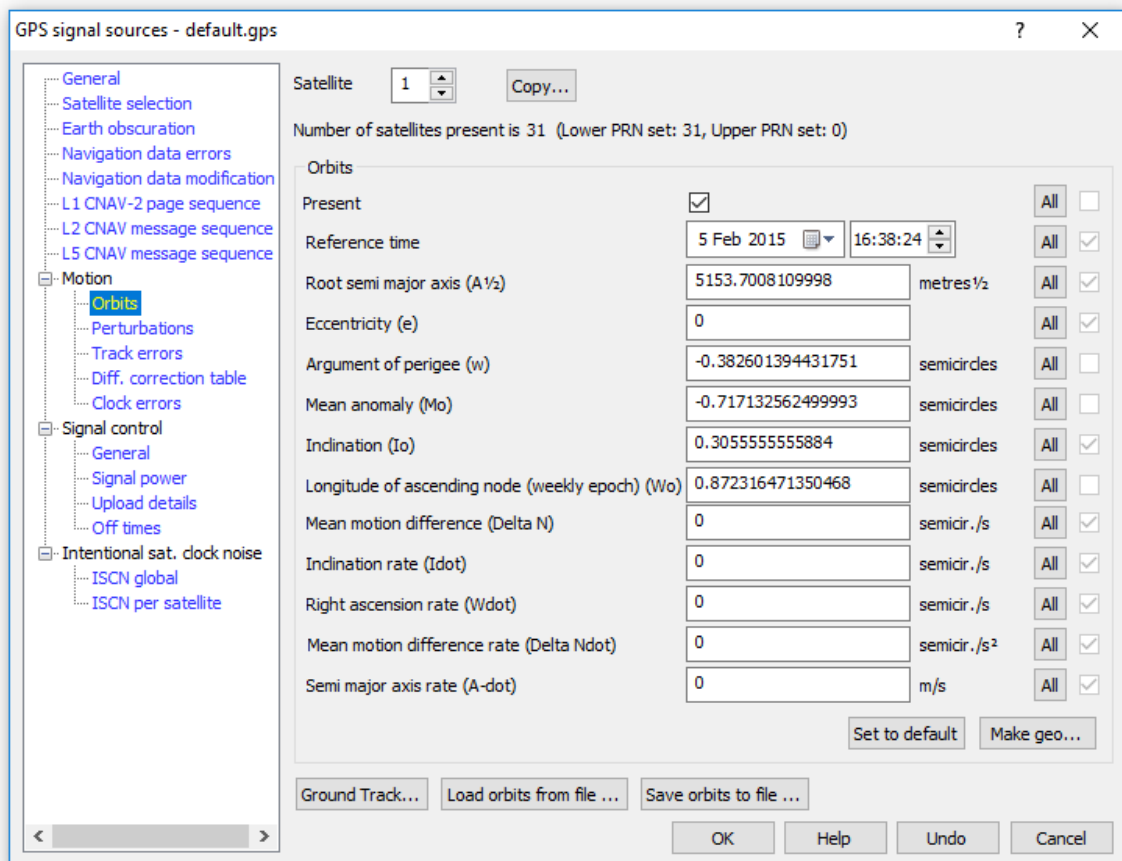 GPS signal sources - default.gps
?
General
Satellite selection
Earth obscuration
Navigation data errors
Navigation data modification
L1 CNAV-2 page sequence
L2 CNAV message sequence
L5 CNAV message sequence
Motion
Orbits
Perturbations
Track errors
Diff. correction table
Clock errors
Signal control
General
Signal power
Upload details
Off times
Intentional sat. clock noise
ISCN global
ISCN per satellite
Satellite 1 Copy...
Number of satellites present is 31 (Lower PRN set: 31, Upper PRN set: 0)
Orbits
Present All
Reference time 5 Feb 2015 16:38:24 All
Root semi major axis (A½) 5153.7008109998 metres½ All
Eccentricity (e) 0 All
Argument of perigee (w) -0.382601394431751 semicircles All
Mean anomaly (Mo) -0.717132562499993 semicircles All
Inclination (Io) 0.3055555555884 semicircles All
Longitude of ascending node (weekly epoch) (Wo) 0.872316471350468 semicircles All
Mean motion difference (Delta N) 0 semicir./s All
Inclination rate (Idot) 0 semicir./s All
Right ascension rate (Wdot) 0 semicir./s All
Mean motion difference rate (Delta Ndot) 0 semicir./s² All
Semi major axis rate (A-dot) 0 m/s All
Set to default Make geo...
Ground Track... Load orbits from file ... Save orbits to file ...
OK Help Undo Cancel